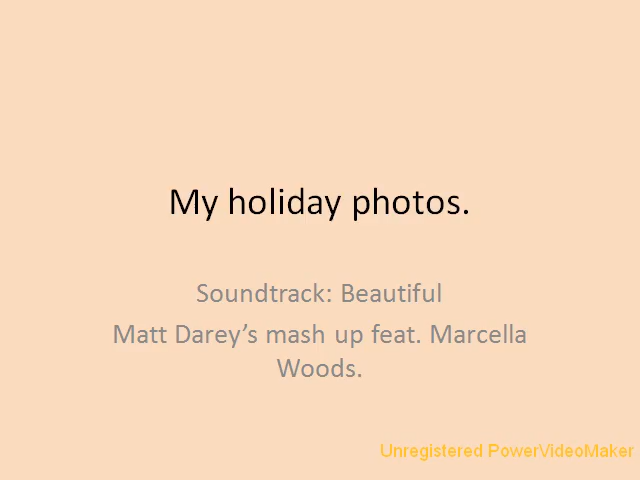 My holiday photos.
Soundtrack: Beautiful
Matt Darey’s mash up feat. Marcella
Woods.
Unregistered PowerVideoMaker